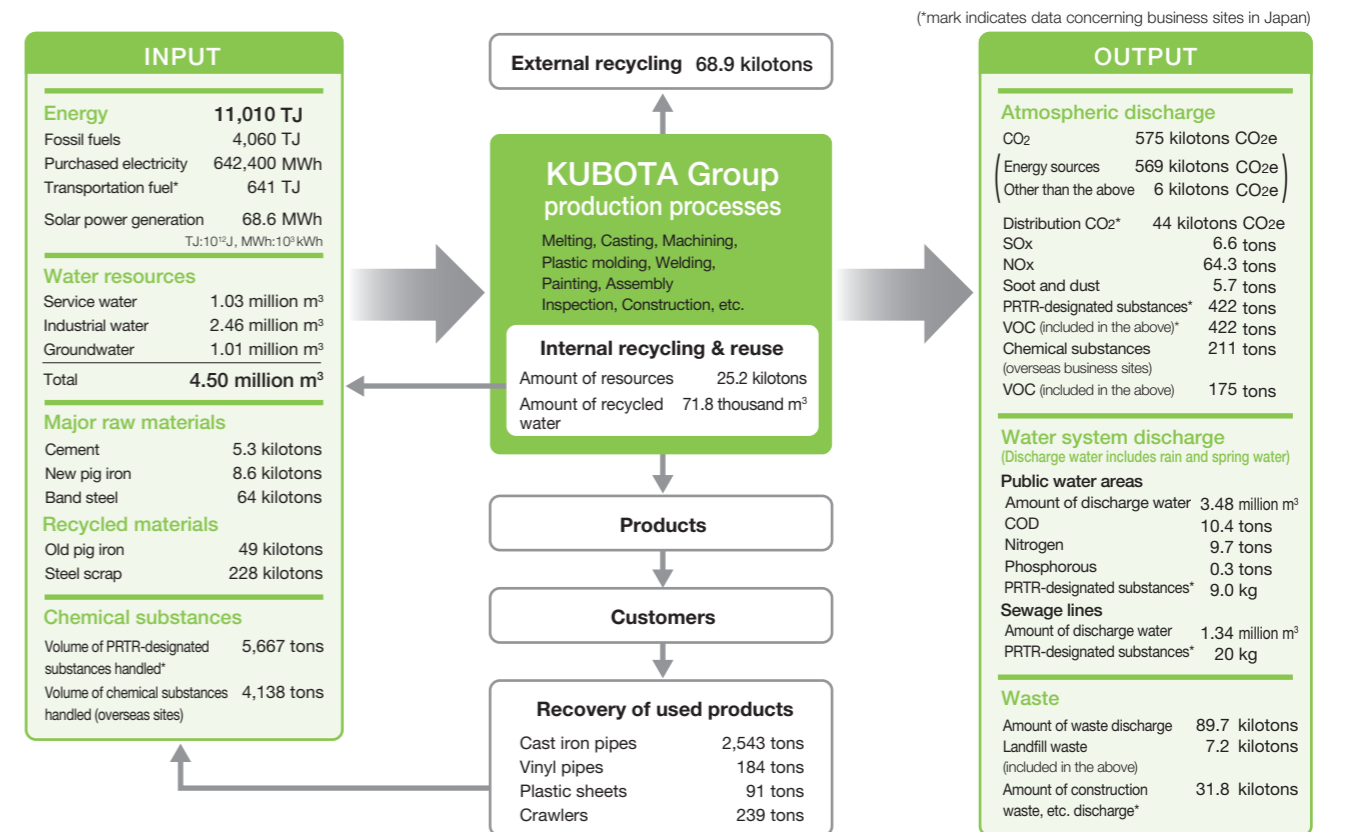 (*mark indicates data concerning business sites in Japan)
INPUT
Energy 11,010 TJ
Fossil fuels 4,060 TJ
Purchased electricity 642,400 MWh
Transportation fuel* 641 TJ
Solar power generation 68.6 MWh
TJ:10¹²J, MWh:10³kWh
Water resources
Service water 1.03 million m³
Industrial water 2.46 million m³
Groundwater 1.01 million m³
Total 4.50 million m³
Major raw materials
Cement 5.3 kilotons
New pig iron 8.6 kilotons
Band steel 64 kilotons
Recycled materials
Old pig iron 49 kilotons
Steel scrap 228 kilotons
Chemical substances
Volume of PRTR-designated 5,667 tons
substances handled*
Volume of chemical substances 4,138 tons
handled (overseas sites)
External recycling 68.9 kilotons
KUBOTA Group
production processes
Melting, Casting, Machining,
Plastic molding, Welding,
Painting, Assembly
Inspection, Construction, etc.
Internal recycling & reuse
Amount of resources 25.2 kilotons
Amount of recycled 71.8 thousand m³
water
Products
Customers
Recovery of used products
Cast iron pipes 2,543 tons
Vinyl pipes 184 tons
Plastic sheets 91 tons
Crawlers 239 tons
OUTPUT
Atmospheric discharge
CO2 575 kilotons CO2e
(Energy sources 569 kilotons CO2e
Other than the above 6 kilotons CO2e)
Distribution CO2* 44 kilotons CO2e
SOx 6.6 tons
NOx 64.3 tons
Soot and dust 5.7 tons
PRTR-designated substances* 422 tons
VOC (included in the above)* 422 tons
Chemical substances 211 tons
(overseas business sites)
VOC (included in the above) 175 tons
Water system discharge
(Discharge water includes rain and spring water)
Public water areas
Amount of discharge water 3.48 million m³
COD 10.4 tons
Nitrogen 9.7 tons
Phosphorous 0.3 tons
PRTR-designated substances* 9.0 kg
Sewage lines
Amount of discharge water 1.34 million m³
PRTR-designated substances* 20 kg
Waste
Amount of waste discharge 89.7 kilotons
Landfill waste 7.2 kilotons
(included in the above)
Amount of construction 31.8 kilotons
waste, etc. discharge*